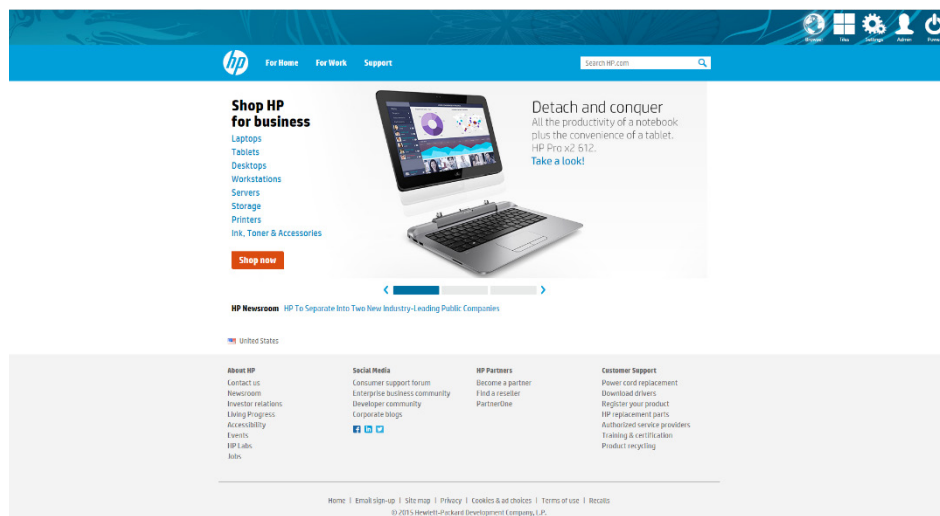 Browser Tiles Settings Admin Power
hp
For Home For Work Support
Search HP.com
Shop HP
for business
Laptops
Tablets
Desktops
Workstations
Servers
Storage
Printers
Ink, Toner & Accessories
Shop now
Detach and conquer
All the productivity of a notebook
plus the convenience of a tablet.
HP Pro x2 612.
Take a look!
HP Newsroom HP To Separate Into Two New Industry-Leading Public Companies
United States
About HP
Contact us
Newsroom
Investor relations
Living Progress
Accessibility
Events
HP Labs
Jobs
Social Media
Consumer support forum
Enterprise business community
Developer community
Corporate blogs
HP Partners
Become a partner
Find a reseller
PartnerOne
Customer Support
Power cord replacement
Download drivers
Register your product
HP replacement parts
Authorized service providers
Training & certification
Product recycling
Home | Email sign-up | Site map | Privacy | Cookies & ad choices | Terms of use | Recalls
© 2015 Hewlett-Packard Development Company, L.P.